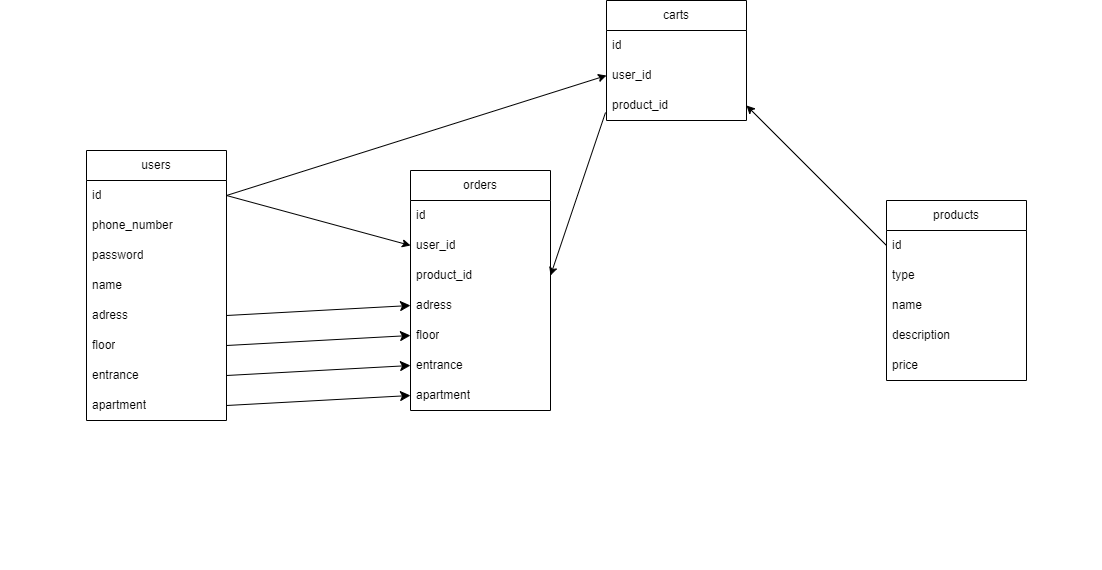 carts
id
user_id
product_id
users
id
phone_number
password
name
adress
floor
entrance
apartment
orders
id
user_id
product_id
adress
floor
entrance
apartment
products
id
type
name
description
price